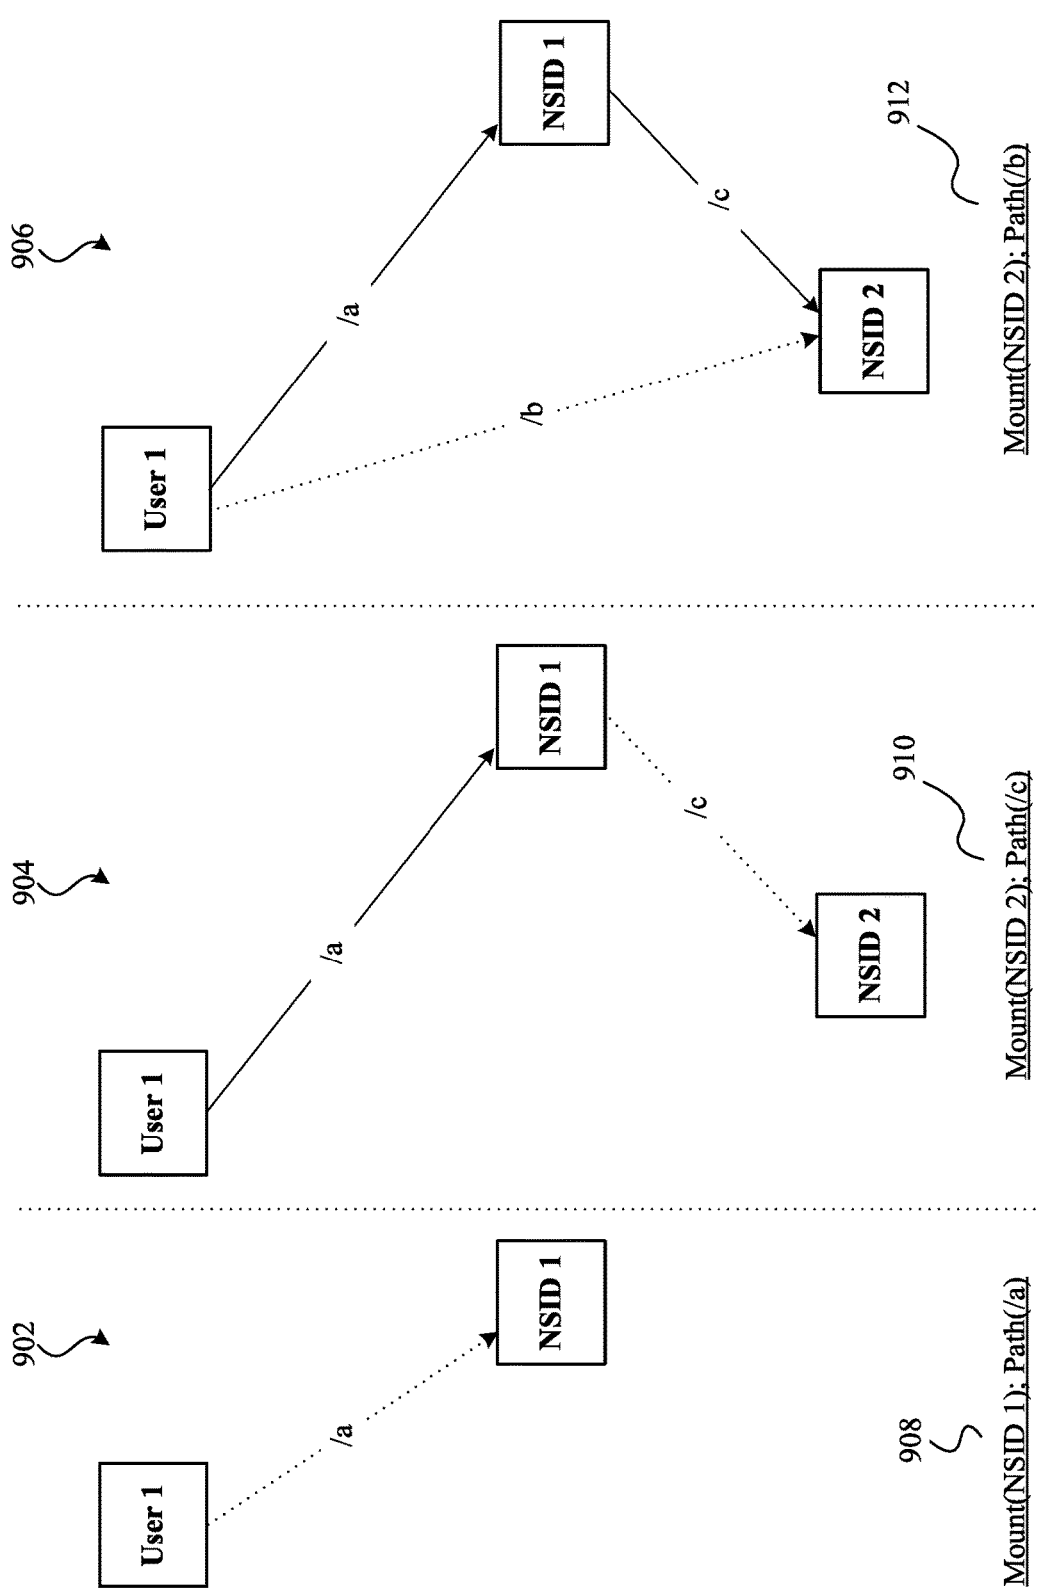 902
User 1
/a
NSID 1
908
Mount(NSID 1); Path(/a)
904
User 1
/a
NSID 1
/c
NSID 2
910
Mount(NSID 2); Path(/c)
906
User 1
/a
NSID 1
/b
/c
NSID 2
912
Mount(NSID 2); Path(/b)